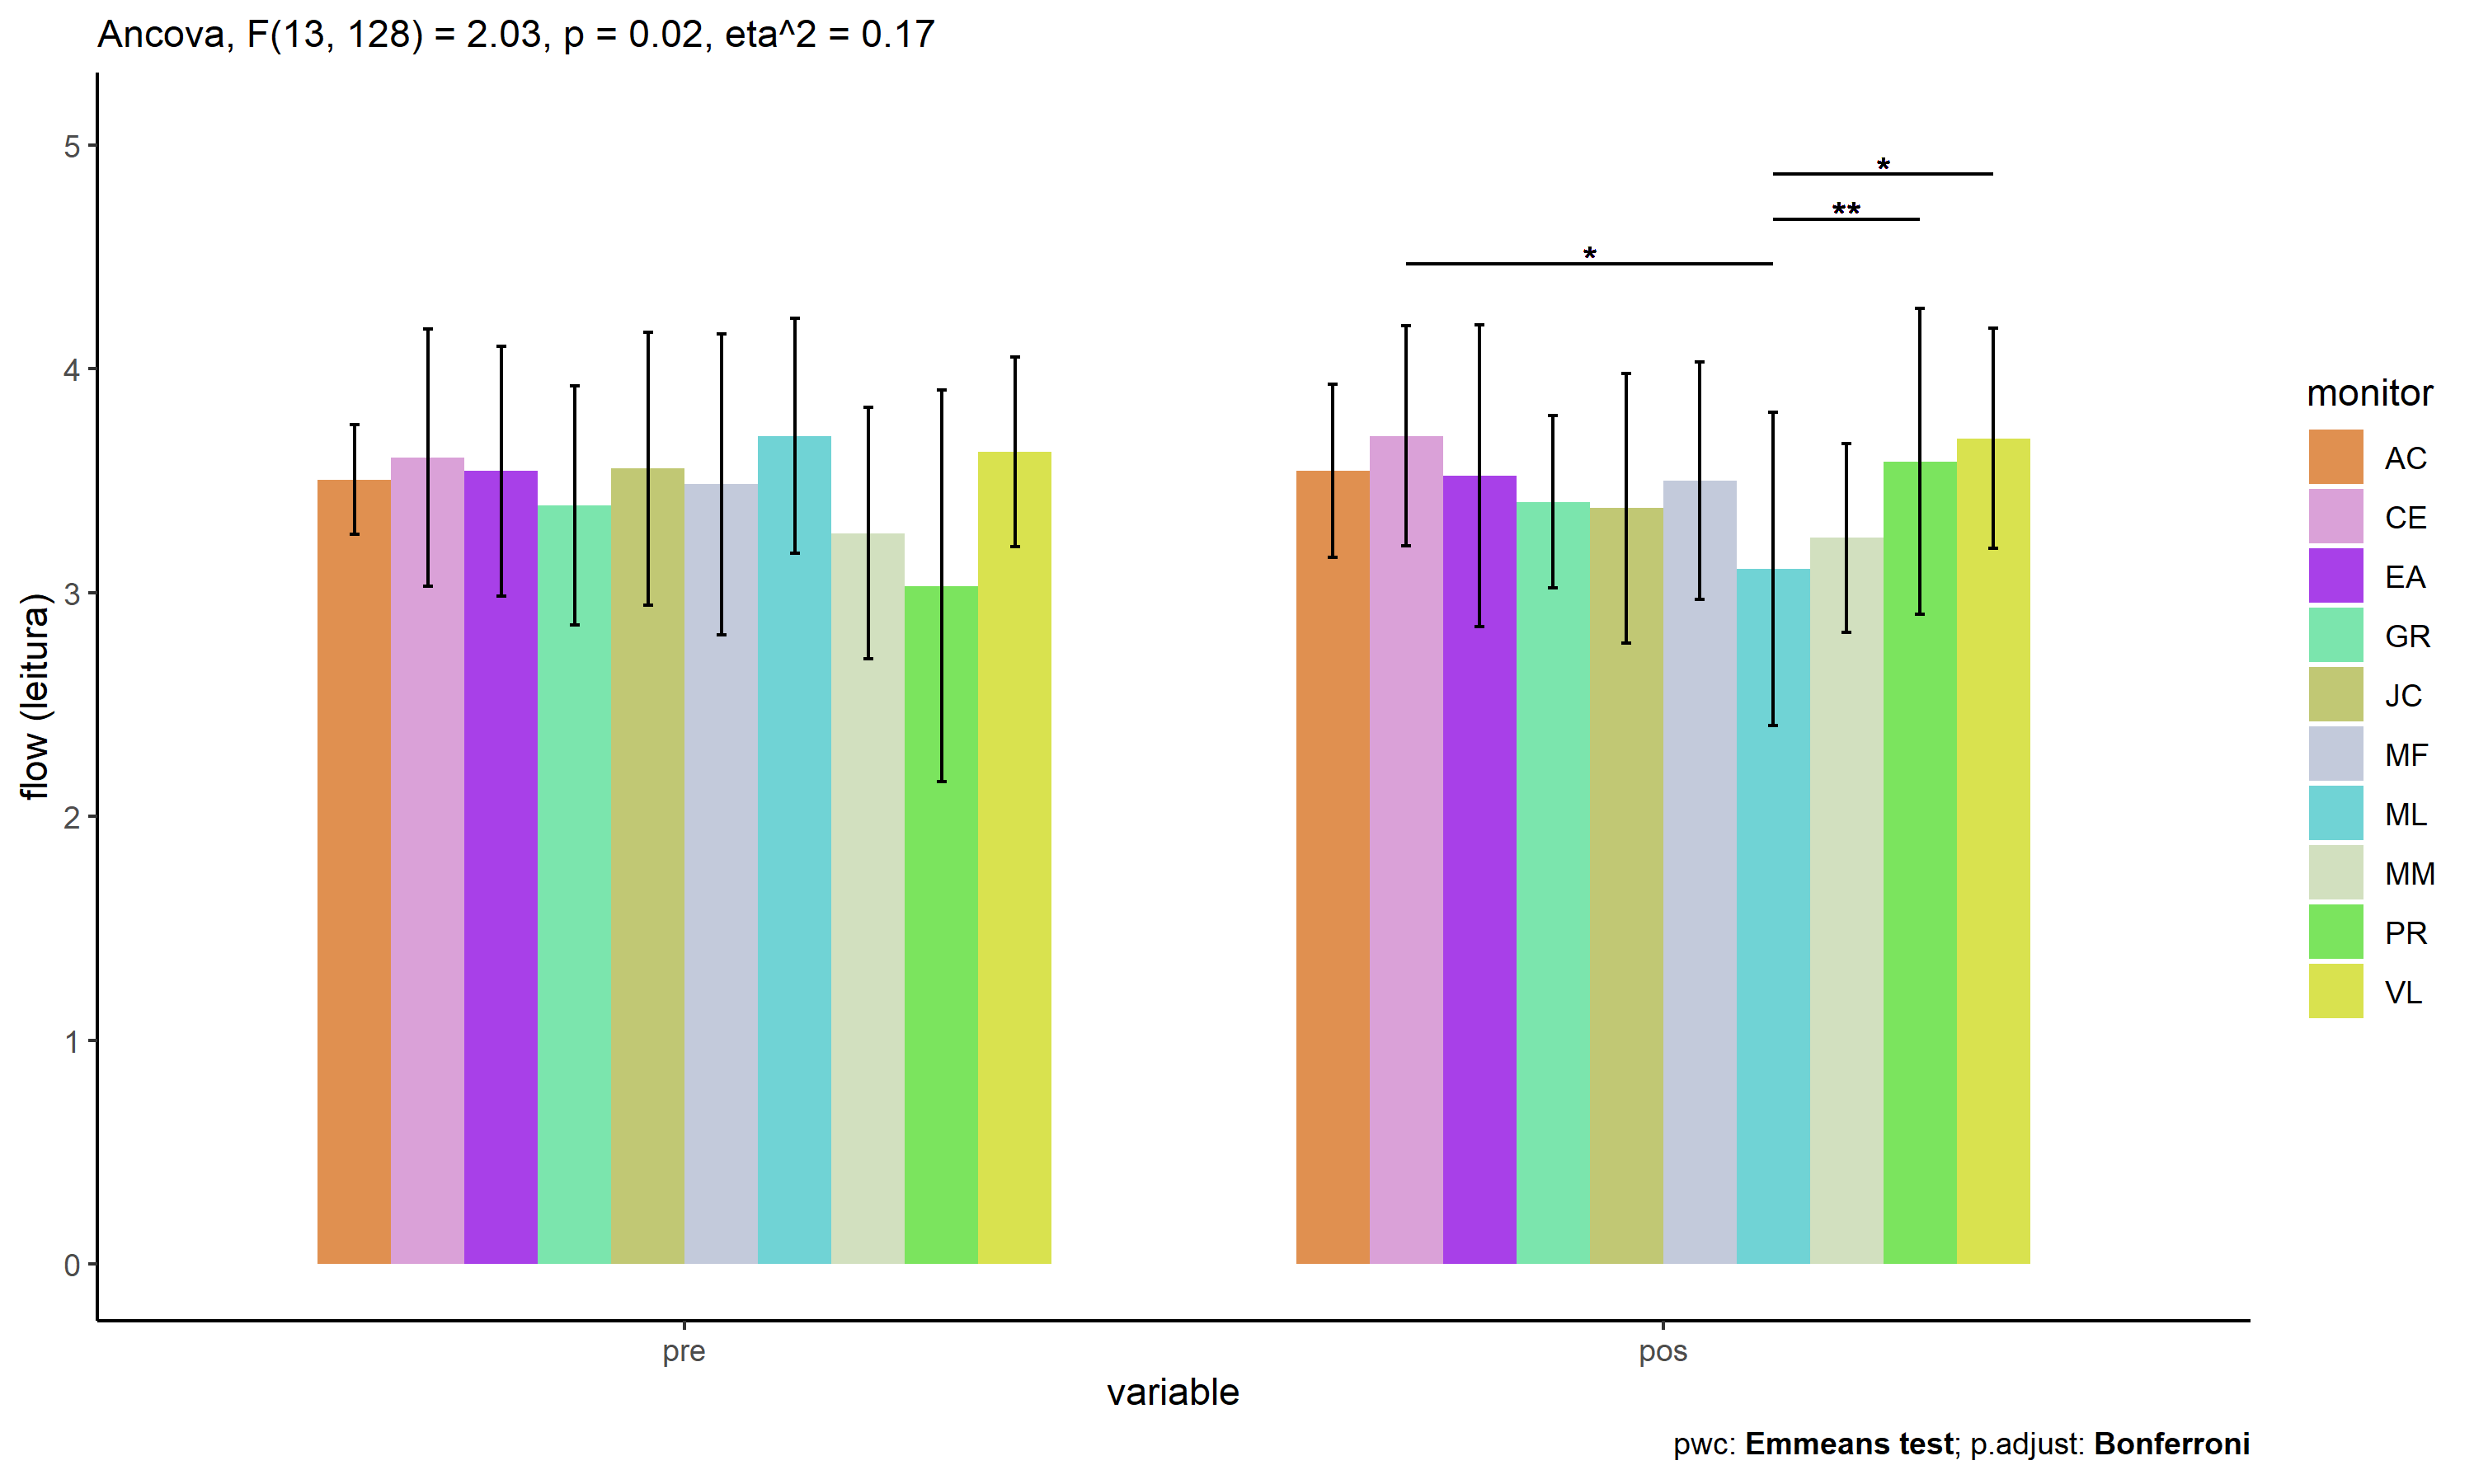 Ancova, F(13, 128) = 2.03, p = 0.02, eta^2 = 0.17
5
4
3
2
1
0
flow (leitura)
*
**
*
pre
pos
variable
monitor
AC
CE
EA
GR
JC
MF
ML
MM
PR
VL
pwc: Emmeans test; p.adjust: Bonferroni